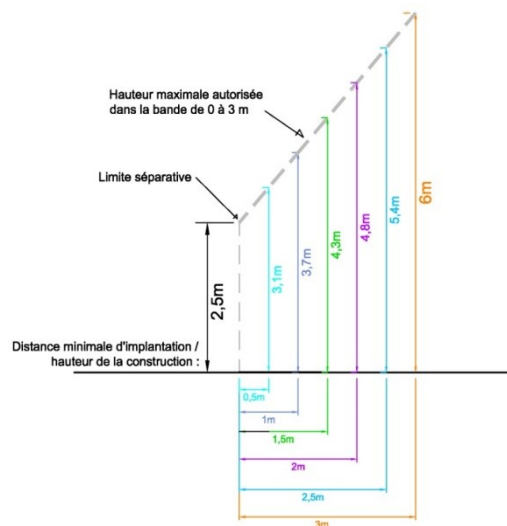 Hauteur maximale autorisée
dans la bande de 0 à 3 m
Limite séparative
2,5m
3,1m
3,7m
4,3m
4,8m
5,4m
6m
Distance minimale d'implantation /
hauteur de la construction :
0,5m
1m
1,5m
2m
2,5m
3m